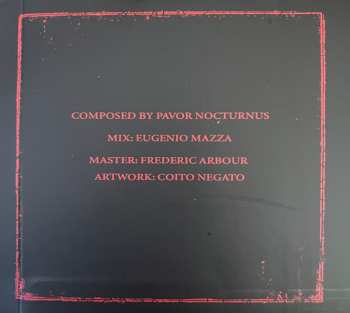 COMPOSED BY PAVOR NOCTURNUS
MIX: EUGENIO MAZZA
MASTER: FREDERIC ARBOUR
ARTWORK: COITO NEGATO